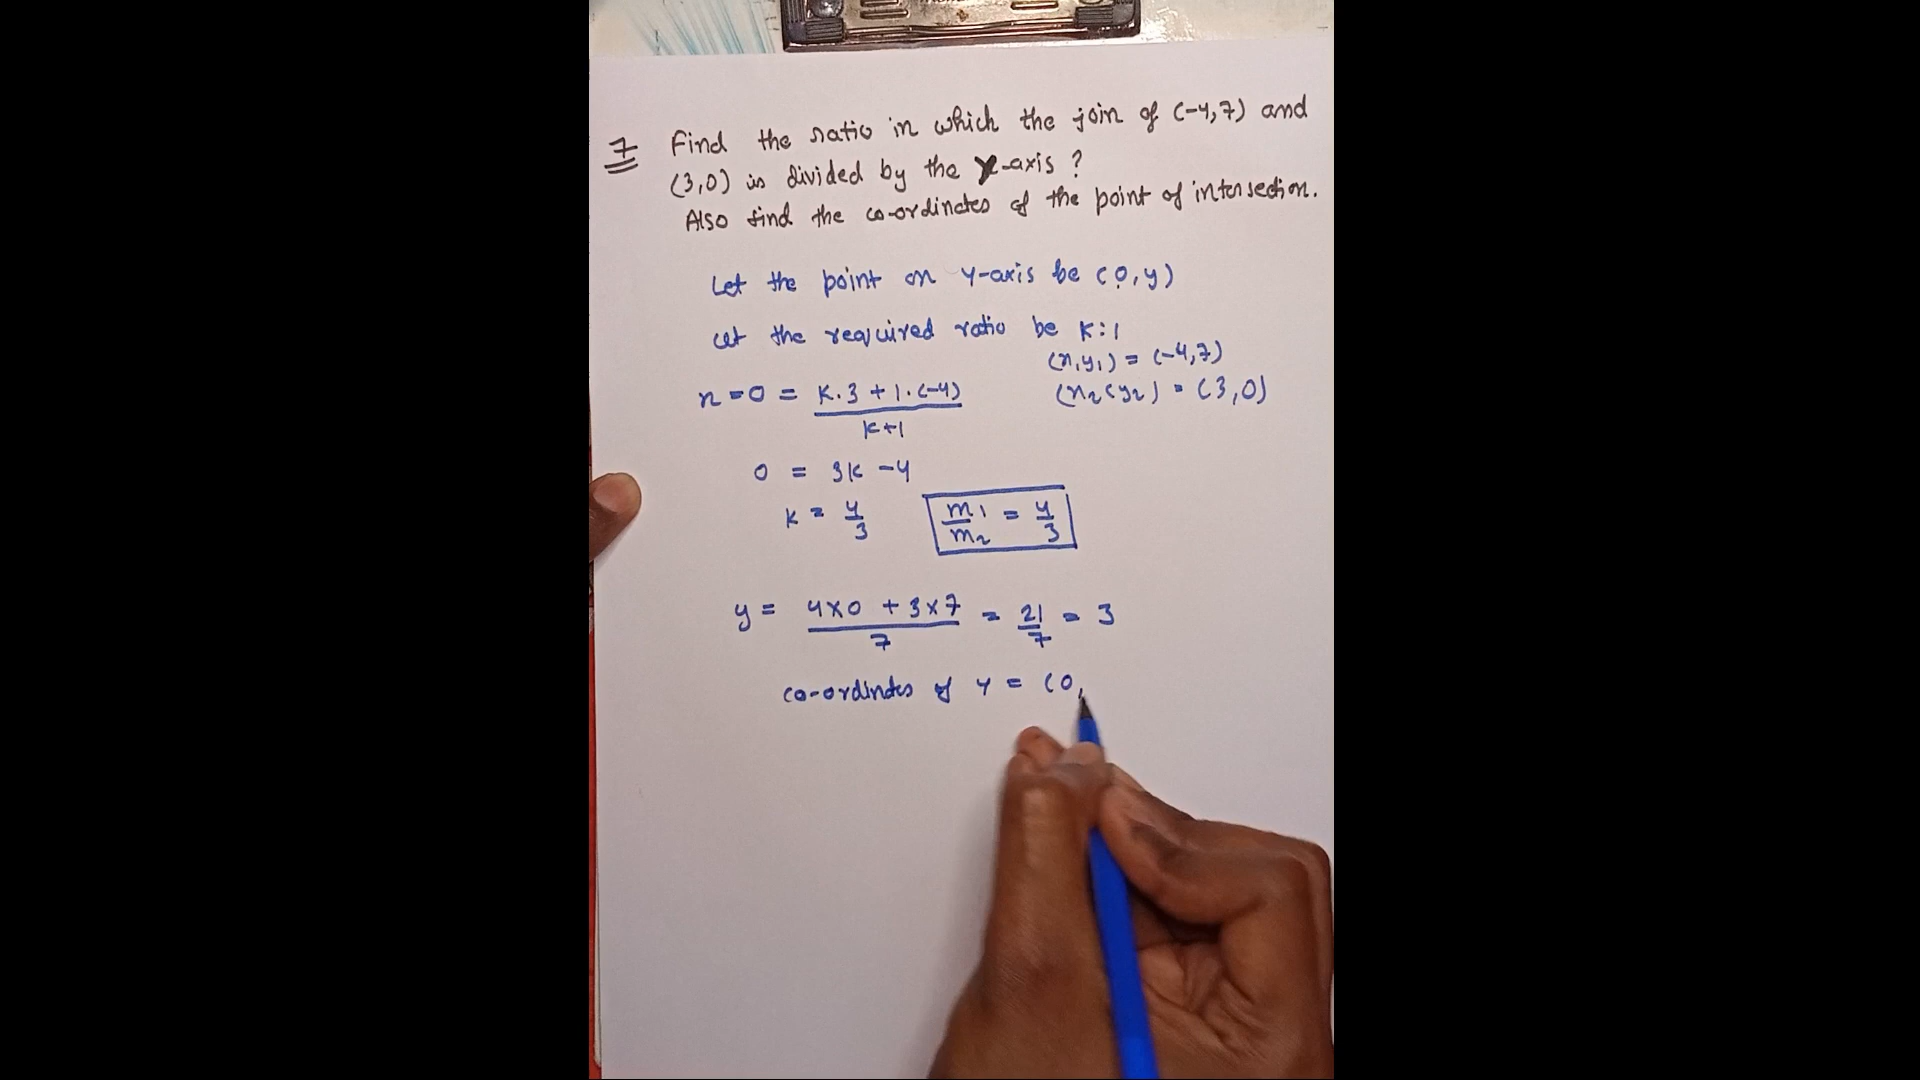 7 Find the ratio in which the join of (-4,7) and
(3,0) is divided by the Y-axis ?
Also find the co-ordinates of the point of intersection.
Let the point on Y-axis be (0,y)
Let the required ratio be K:1
(x,y1) = (-4,7)
x=0 = K.3 + 1.(-4) / K+1
(x2,y2) = (3,0)
0 = 3K -4
K = 4/3
m1/m2 = 4/3
y = 4x0 + 3x7 / 7 = 21/7 = 3
co-ordinates of Y = (0,